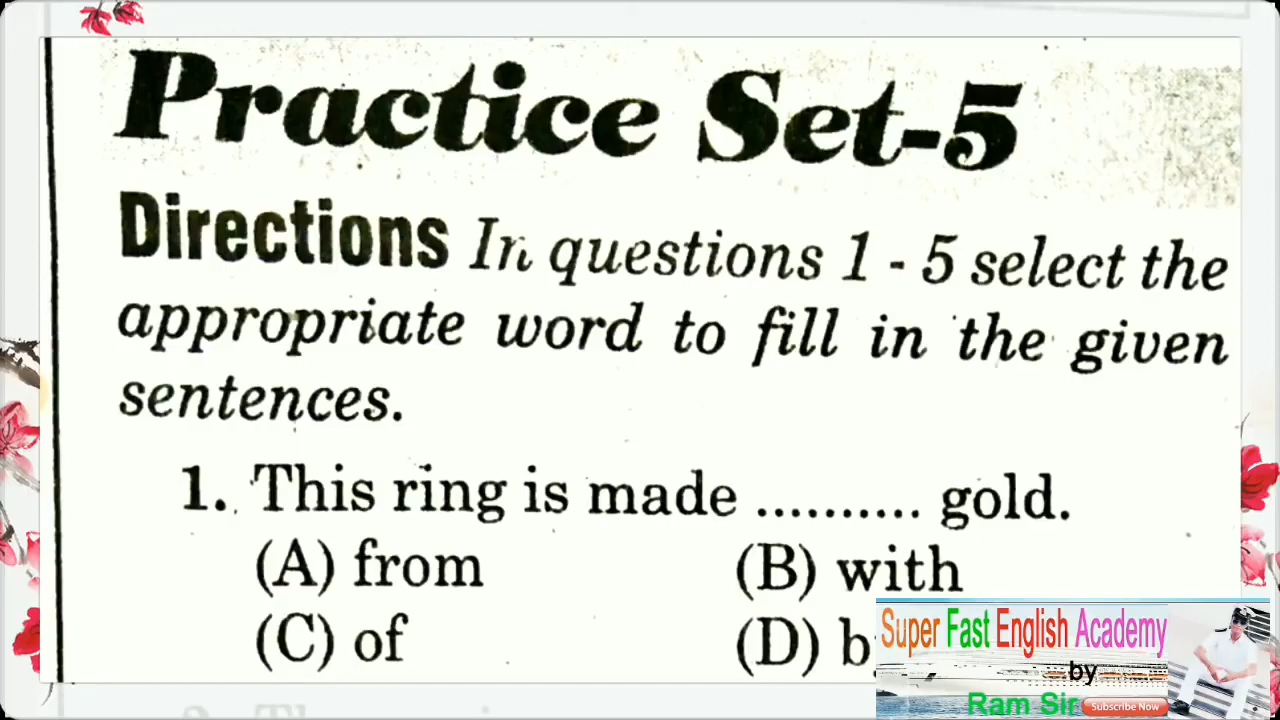 Practice Set-5
Directions In questions 1 - 5 select the
appropriate word to fill in the given
sentences.
1. This ring is made .......... gold.
(A) from (B) with
(C) of (D)
Super Fast English Academy
by
Ram Sir
Subscribe Now